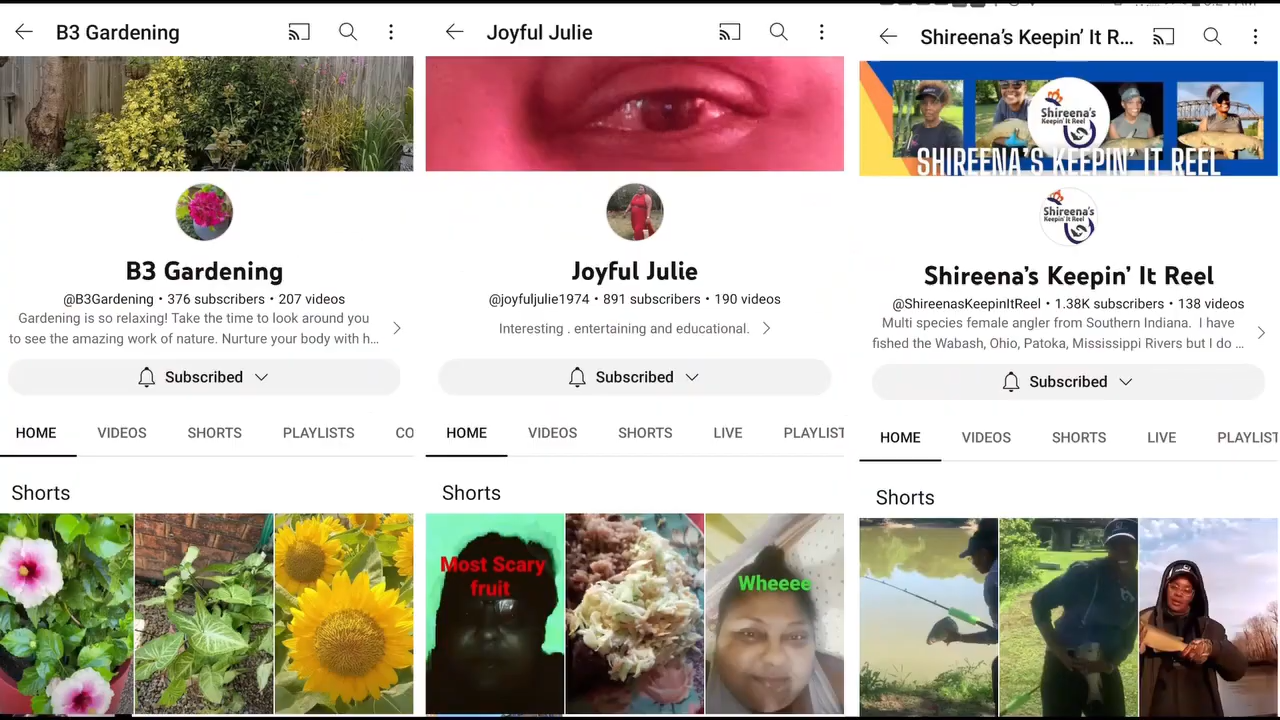 B3 Gardening
B3 Gardening
@B3Gardening • 376 subscribers • 207 videos
Gardening is so relaxing! Take the time to look around you
to see the amazing work of nature. Nurture your body with h...
Subscribed
HOME VIDEOS SHORTS PLAYLISTS CO
Shorts
Joyful Julie
Joyful Julie
@joyfuljulie1974 • 891 subscribers • 190 videos
Interesting . entertaining and educational.
Subscribed
HOME VIDEOS SHORTS LIVE PLAYLIST
Shorts
Most Scary
fruit
Wheeee
Shireena's Keepin' It R...
Shireena's
Keepin' It Reel
SHIREENA'S KEEPIN' IT REEL
Shireena's
Keepin' It Reel
Shireena's Keepin' It Reel
@ShireenasKeepinItReel • 1.38K subscribers • 138 videos
Multi species female angler from Southern Indiana. I have
fished the Wabash, Ohio, Patoka, Mississippi Rivers but I do ...
Subscribed
HOME VIDEOS SHORTS LIVE PLAYLIST
Shorts